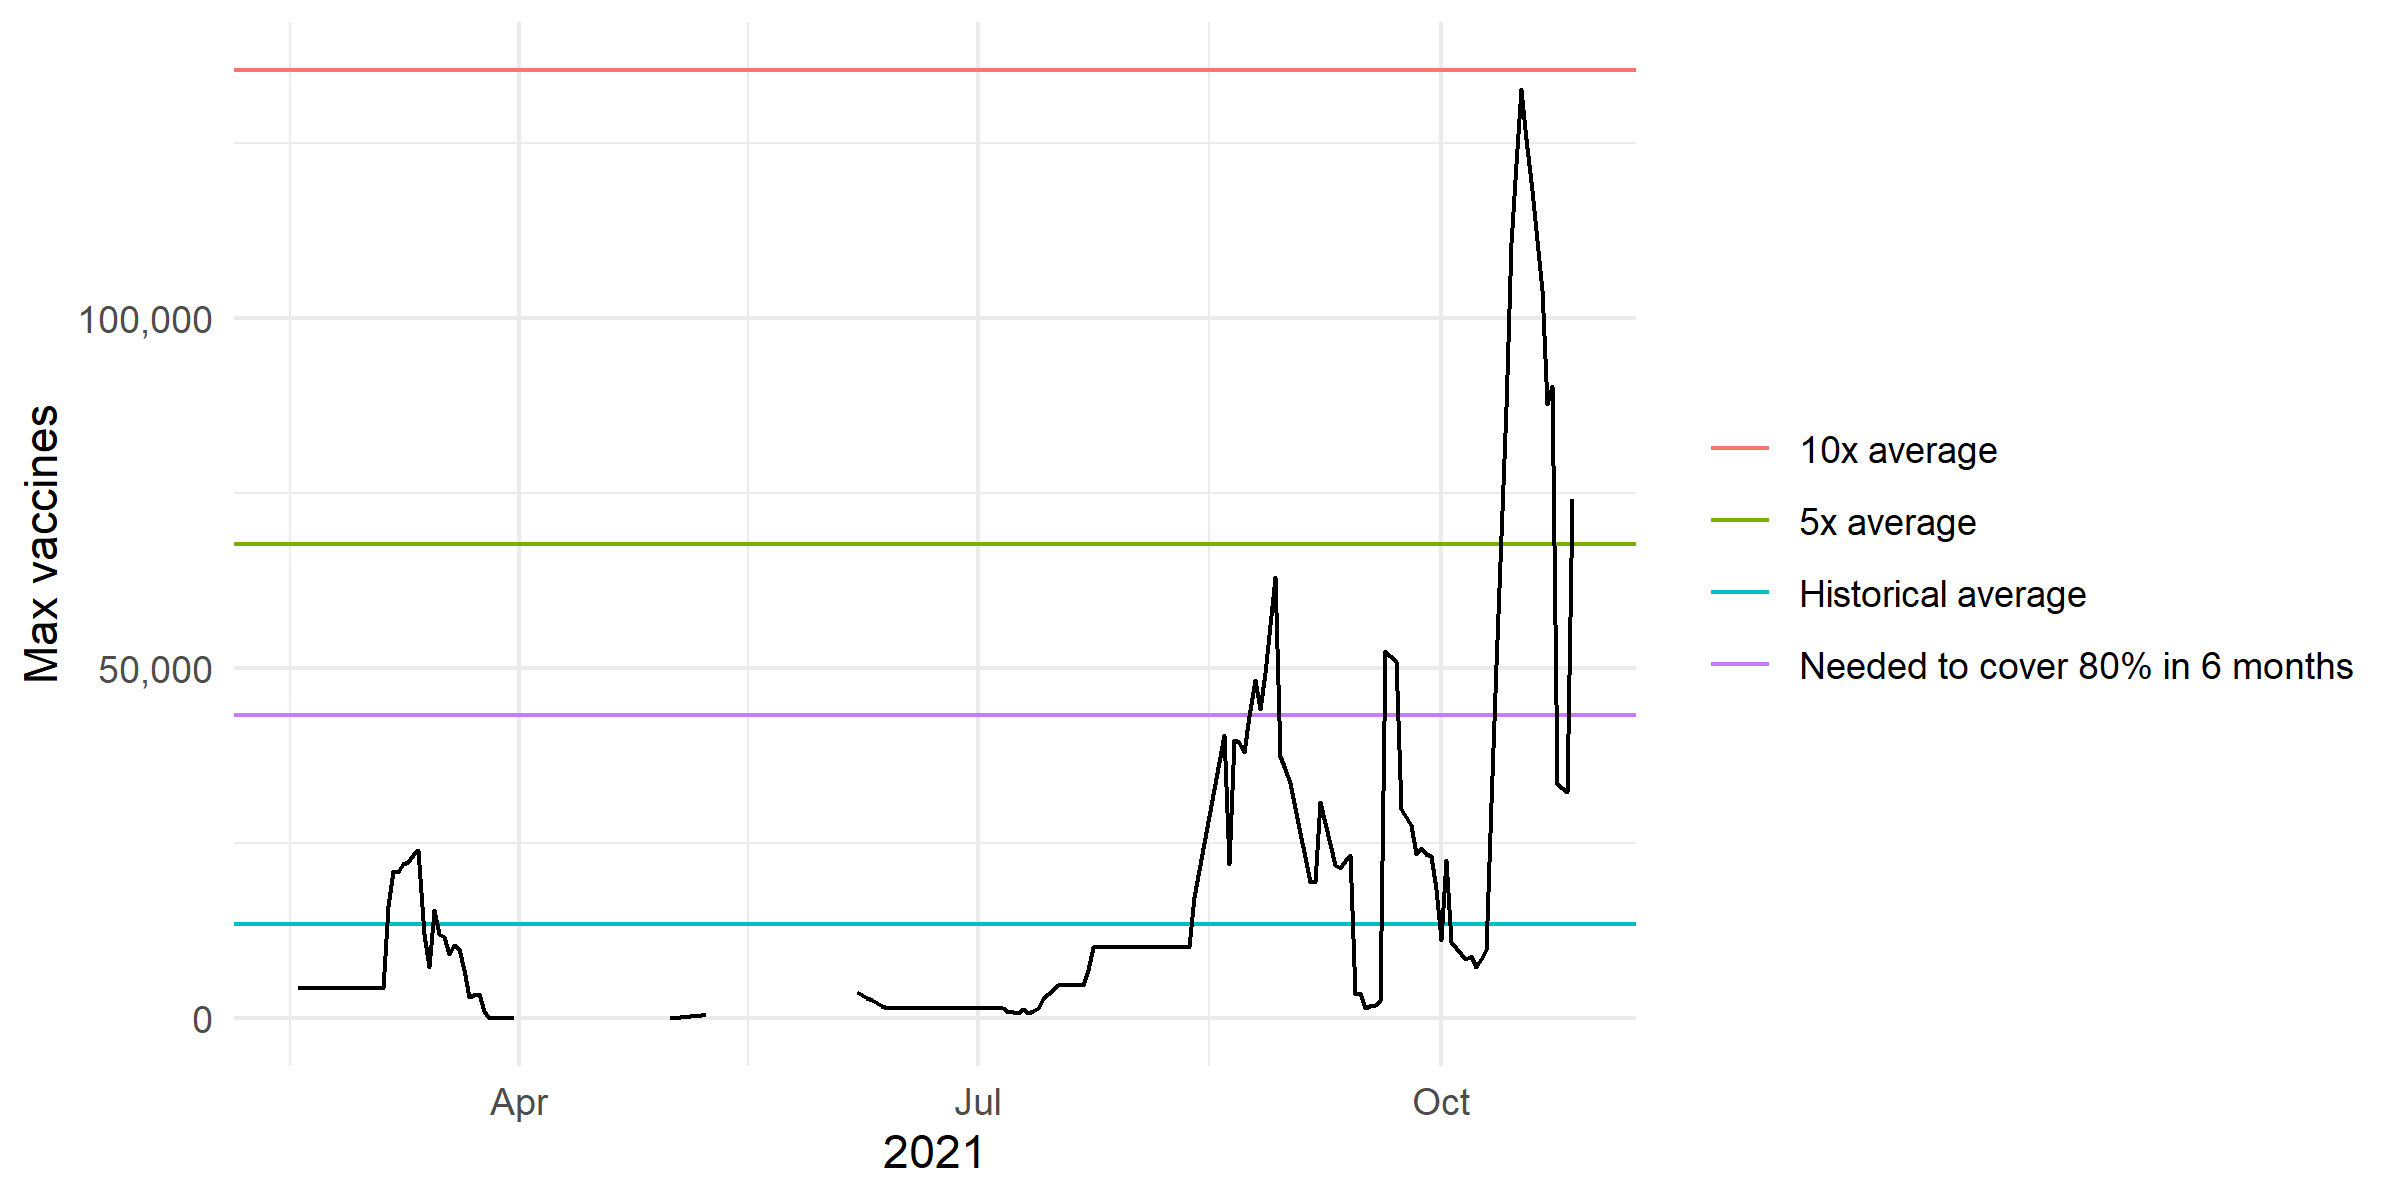 Max vaccines
100,000
50,000
0
Apr
Jul
Oct
2021
10x average
5x average
Historical average
Needed to cover 80% in 6 months